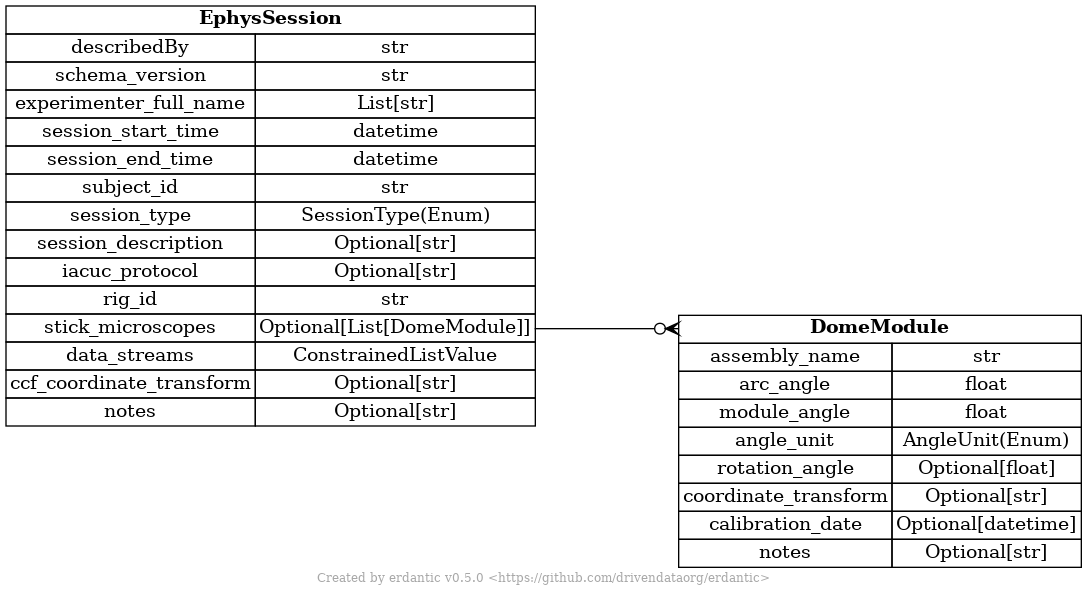 EphysSession
describedBy str
schema_version str
experimenter_full_name List[str]
session_start_time datetime
session_end_time datetime
subject_id str
session_type SessionType(Enum)
session_description Optional[str]
iacuc_protocol Optional[str]
rig_id str
stick_microscopes Optional[List[DomeModule]]
data_streams ConstrainedListValue
ccf_coordinate_transform Optional[str]
notes Optional[str]
DomeModule
assembly_name str
arc_angle float
module_angle float
angle_unit AngleUnit(Enum)
rotation_angle Optional[float]
coordinate_transform Optional[str]
calibration_date Optional[datetime]
notes Optional[str]
Created by erdantic v0.5.0 <https://github.com/drivendataorg/erdantic>